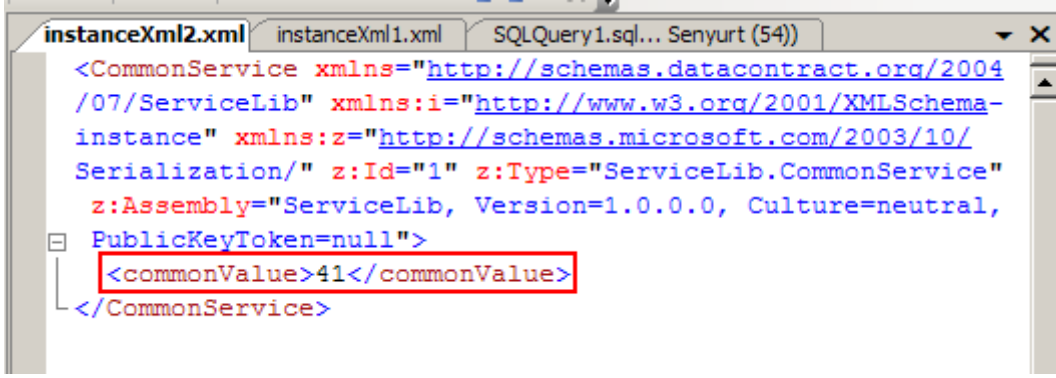 instanceXml2.xml instanceXml1.xml SQLQuery1.sql... Senyurt (54))
<CommonService xmlns="http://schemas.datacontract.org/2004
/07/ServiceLib" xmlns:i="http://www.w3.org/2001/XMLSchema-
instance" xmlns:z="http://schemas.microsoft.com/2003/10/
Serialization/" z:Id="1" z:Type="ServiceLib.CommonService"
z:Assembly="ServiceLib, Version=1.0.0.0, Culture=neutral,
PublicKeyToken=null">
<commonValue>41</commonValue>
</CommonService>